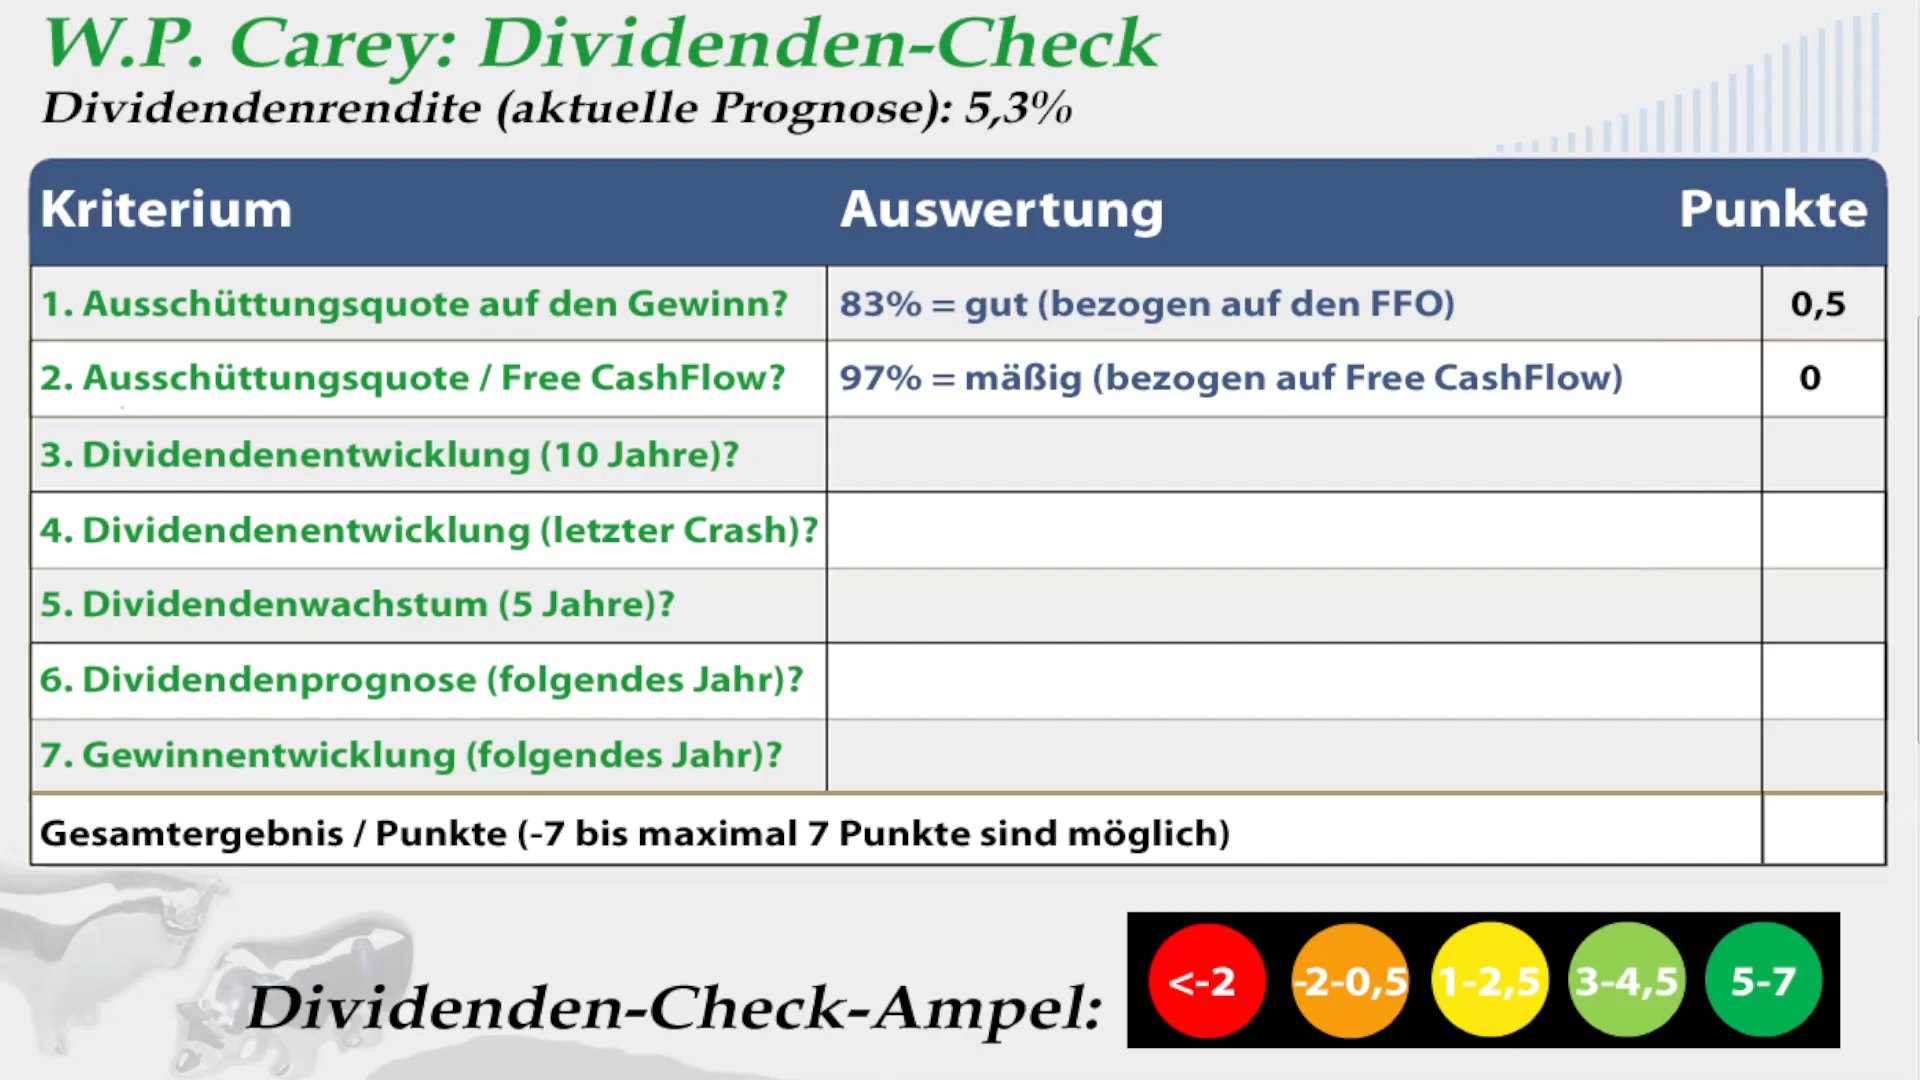 W.P. Carey: Dividenden-Check
Dividendenrendite (aktuelle Prognose): 5,3%
Kriterium Auswertung Punkte
1. Ausschüttungsquote auf den Gewinn? 83% = gut (bezogen auf den FFO) 0,5
2. Ausschüttungsquote / Free CashFlow? 97% = mäßig (bezogen auf Free CashFlow) 0
3. Dividendenentwicklung (10 Jahre)?
4. Dividendenentwicklung (letzter Crash)?
5. Dividendenwachstum (5 Jahre)?
6. Dividendenprognose (folgendes Jahr)?
7. Gewinnentwicklung (folgendes Jahr)?
Gesamtergebnis / Punkte (-7 bis maximal 7 Punkte sind möglich)
Dividenden-Check-Ampel: <-2 -2-0,5 1-2,5 3-4,5 5-7